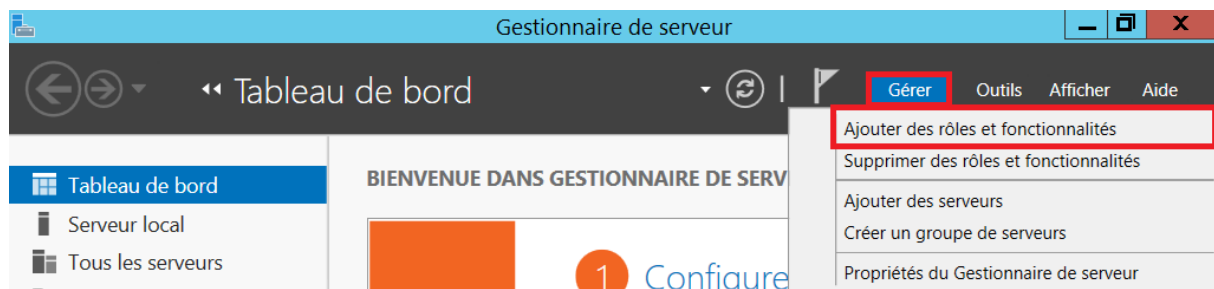 Gestionnaire de serveur
Tableau de bord
Gérer Outils Afficher Aide
Ajouter des rôles et fonctionnalités
Supprimer des rôles et fonctionnalités
Ajouter des serveurs
Créer un groupe de serveurs
Propriétés du Gestionnaire de serveur
Tableau de bord
Serveur local
Tous les serveurs
BIENVENUE DANS GESTIONNAIRE DE SERV
1 Configure